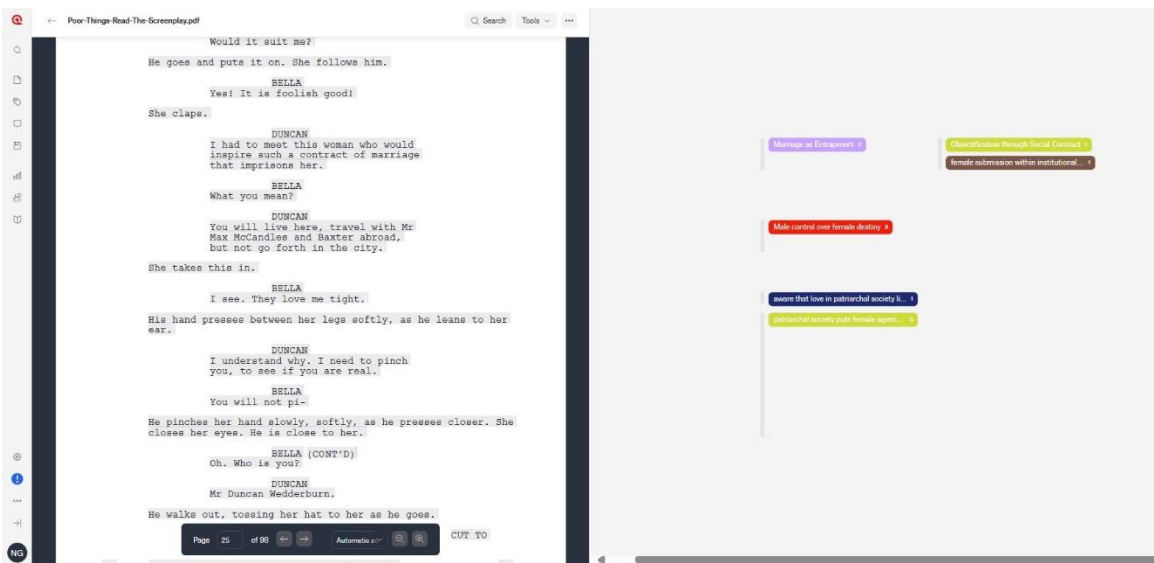 Poor-Things-Read-The-Screenplay.pdf
Search Tools
Would it suit me?
He goes and puts it on. She follows him.
BELLA
Yes! It is foolish good!
She claps.
DUNCAN
I had to meet this woman who would
inspire such a contract of marriage
that imprisons her.
BELLA
What you mean?
DUNCAN
You will live here, travel with Mr
Max McCandles and Baxter abroad,
but not go forth in the city.
She takes this in.
BELLA
I see. They love me tight.
His hand presses between her legs softly, as he leans to her
ear.
DUNCAN
I understand why. I need to pinch
you, to see if you are real.
BELLA
You will not pi-
He pinches her hand slowly, softly, as he presses closer. She
closes her eyes. He is close to her.
BELLA (CONT'D)
Oh. Who is you?
DUNCAN
Mr Duncan Wedderburn.
He walks out, tossing her hat to her as he goes.
CUT TO
Page 25 of 98 Automatic
NG
Marriage as Entrapment
Objectification through Social Contract 1
female submission within institutional... 1
Male control over female destiny
aware that love in patriarchal society li... 1
patriarchal society puts female agenc...